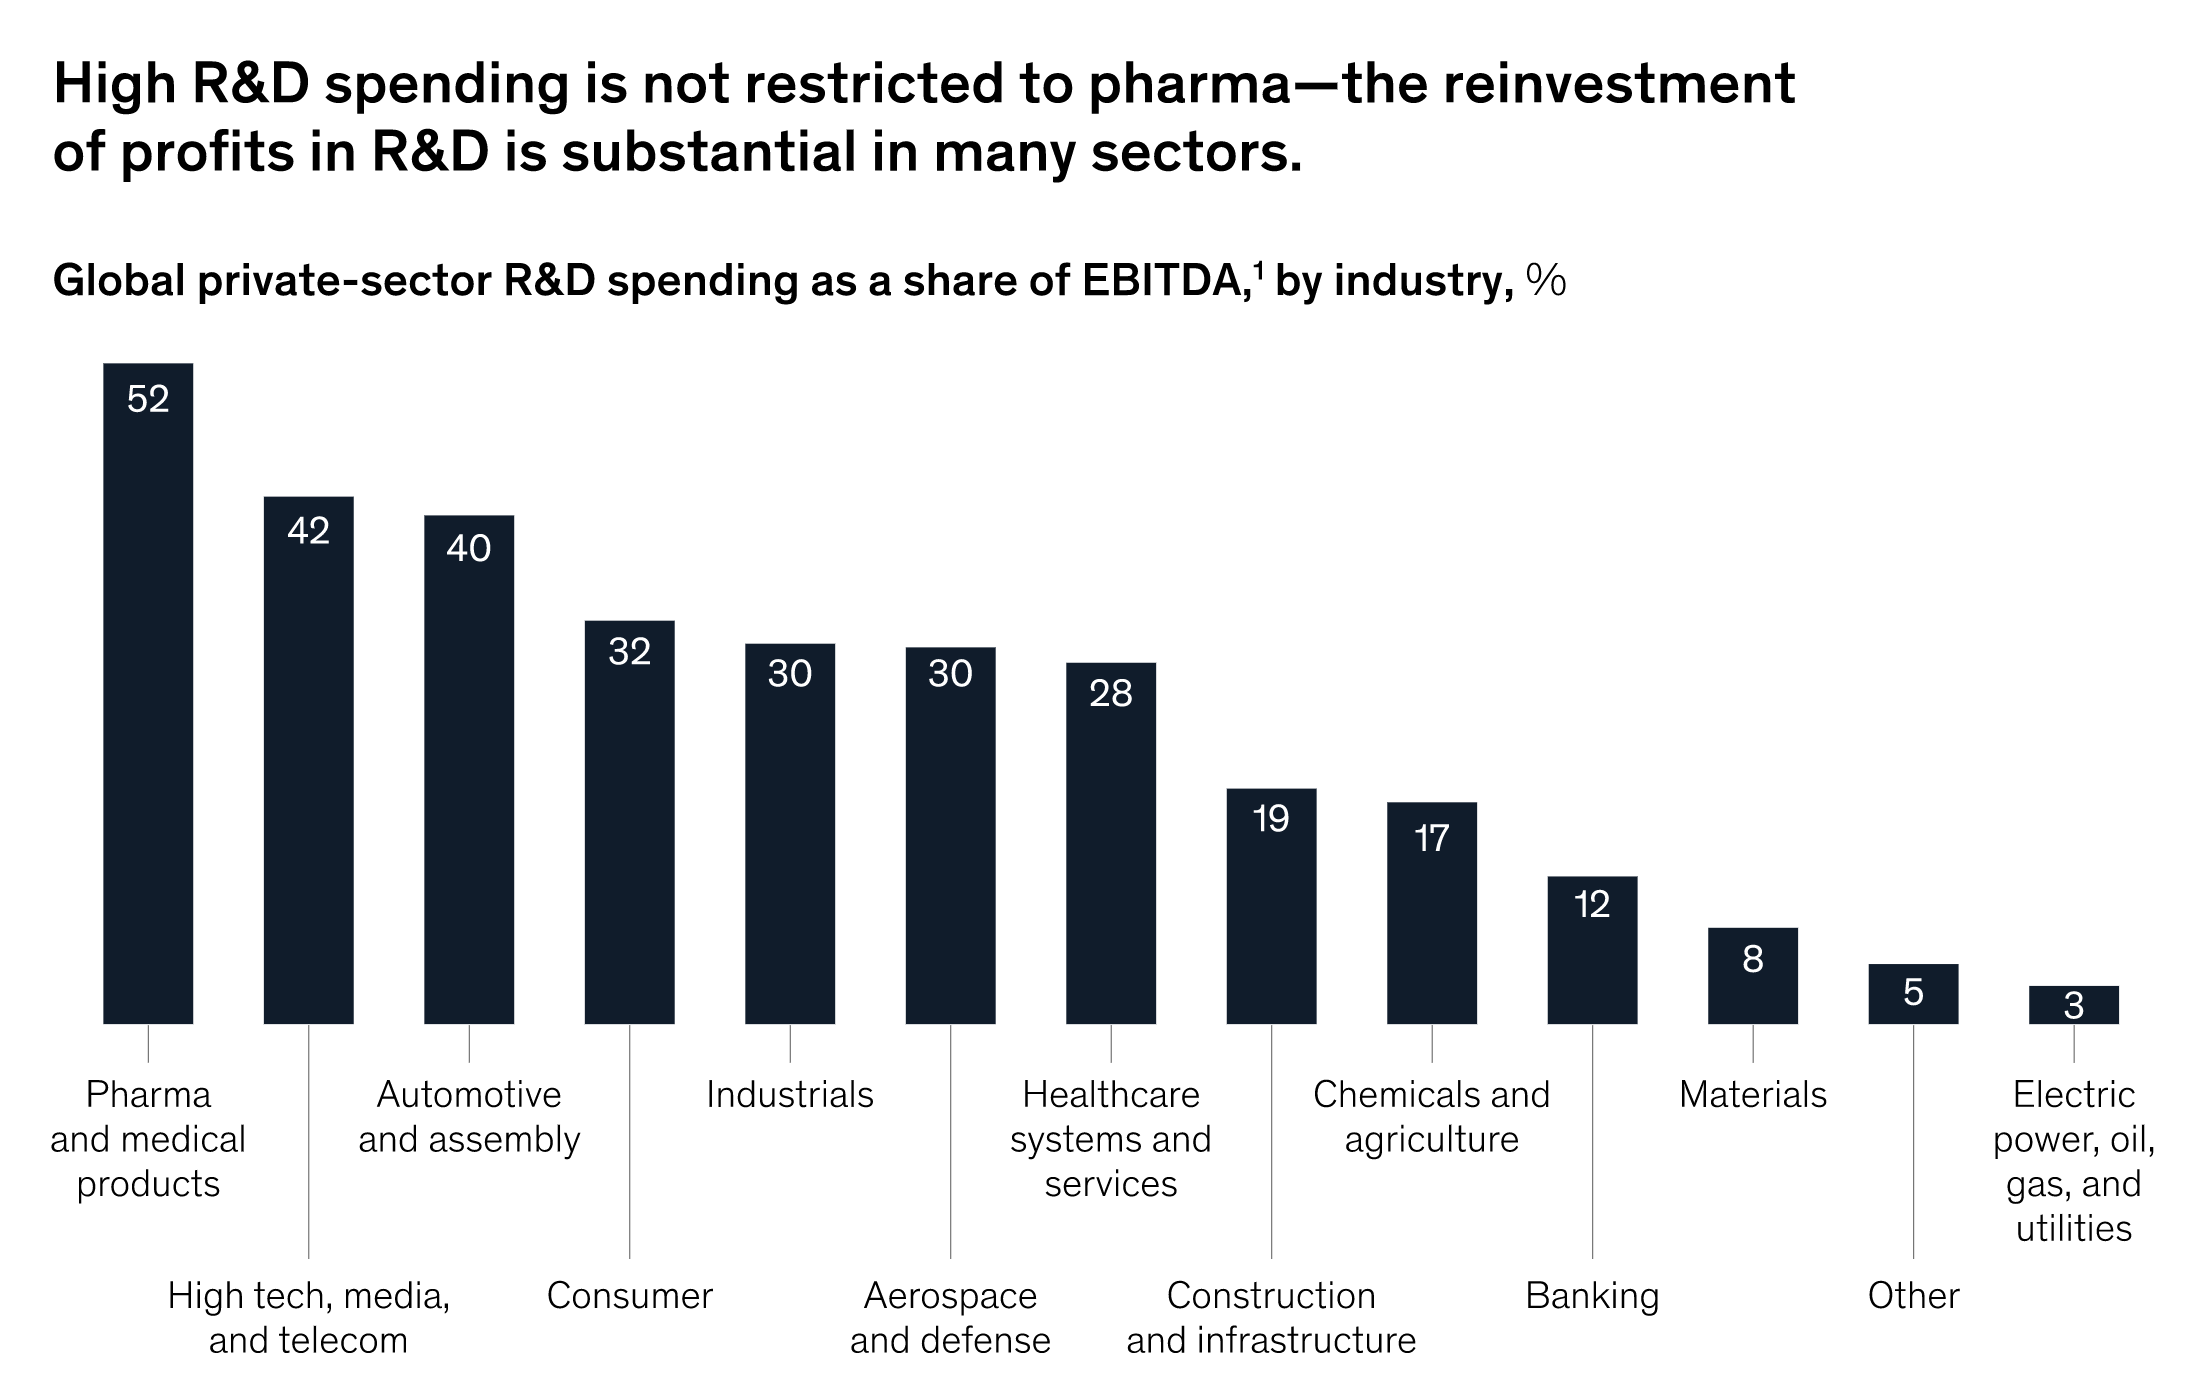 High R&D spending is not restricted to pharma—the reinvestment
of profits in R&D is substantial in many sectors.
Global private-sector R&D spending as a share of EBITDA,¹ by industry, %
52
42
40
32
30
30
28
19
17
12
8
5
3
Pharma
and medical
products
High tech, media,
and telecom
Automotive
and assembly
Consumer
Industrials
Aerospace
and defense
Healthcare
systems and
services
Construction
and infrastructure
Chemicals and
agriculture
Banking
Materials
Other
Electric
power, oil,
gas, and
utilities